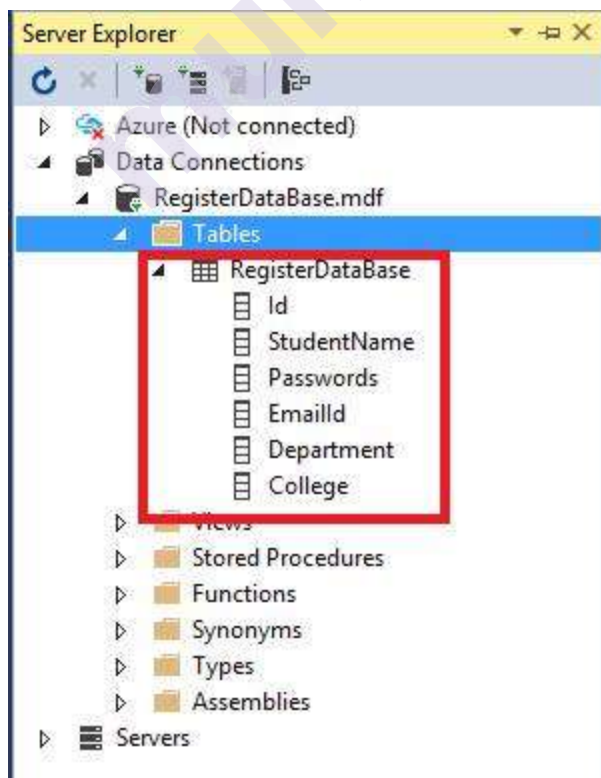 Server Explorer
Azure (Not connected)
Data Connections
RegisterDataBase.mdf
Tables
RegisterDataBase
Id
StudentName
Passwords
EmailId
Department
College
Views
Stored Procedures
Functions
Synonyms
Types
Assemblies
Servers